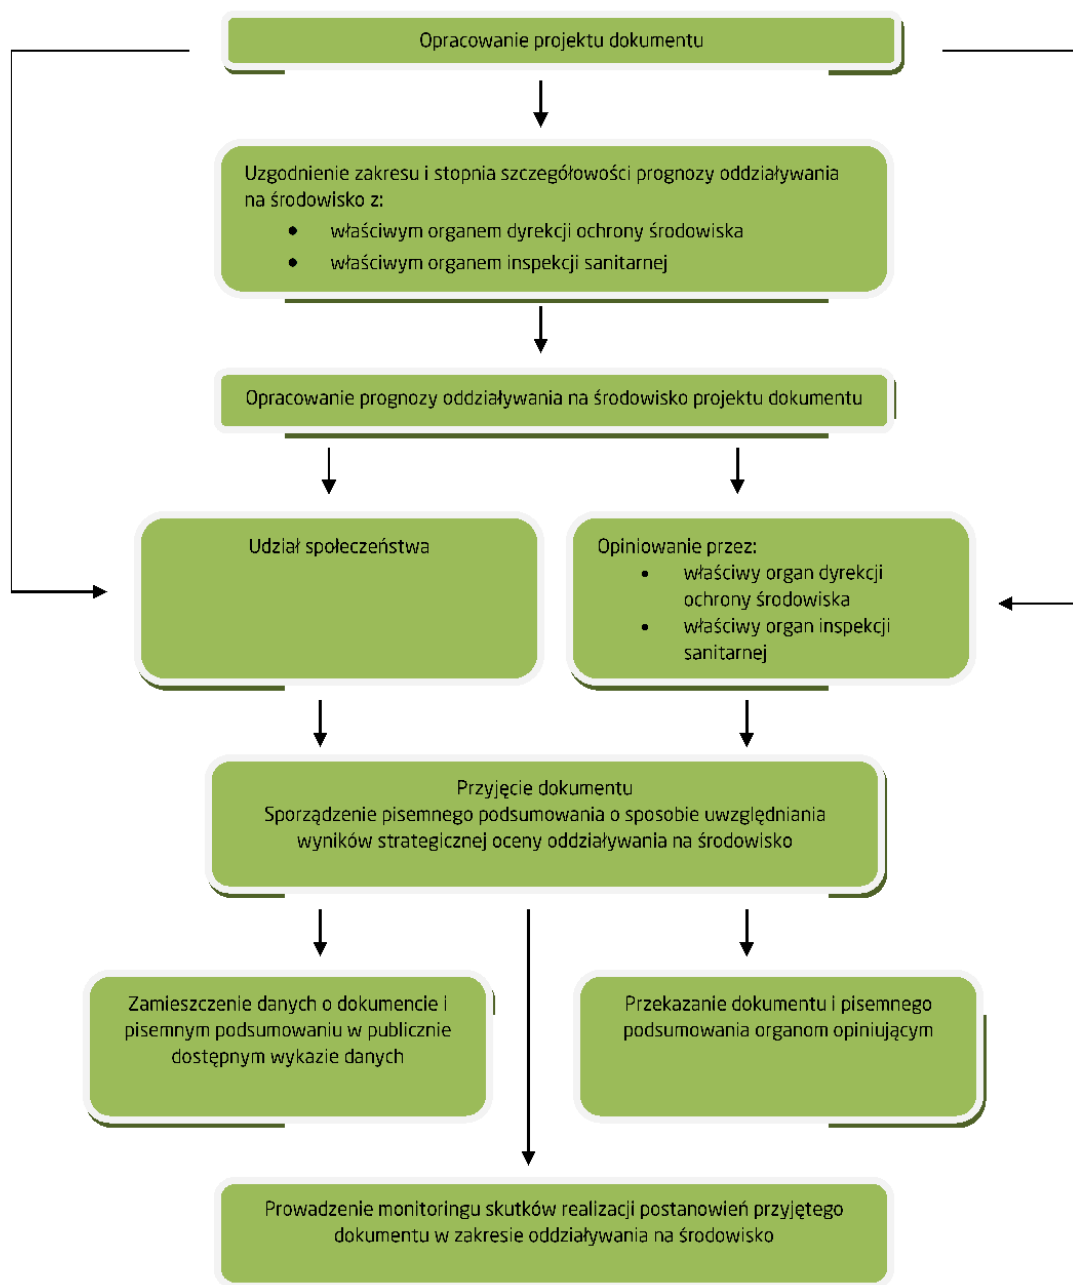 Opracowanie projektu dokumentu
Uzgodnienie zakresu i stopnia szczegółowości prognozy oddziaływania
na środowisko z:
• właściwym organem dyrekcji ochrony środowiska
• właściwym organem inspekcji sanitarnej
Opracowanie prognozy oddziaływania na środowisko projektu dokumentu
Udział społeczeństwa
Opiniowanie przez:
• właściwy organ dyrekcji
ochrony środowiska
• właściwy organ inspekcji
sanitarnej
Przyjęcie dokumentu
Sporządzenie pisemnego podsumowania o sposobie uwzględniania
wyników strategicznej oceny oddziaływania na środowisko
Zamieszczenie danych o dokumencie i
pisemnym podsumowaniu w publicznie
dostępnym wykazie danych
Przekazanie dokumentu i pisemnego
podsumowania organom opiniującym
Prowadzenie monitoringu skutków realizacji postanowień przyjętego
dokumentu w zakresie oddziaływania na środowisko